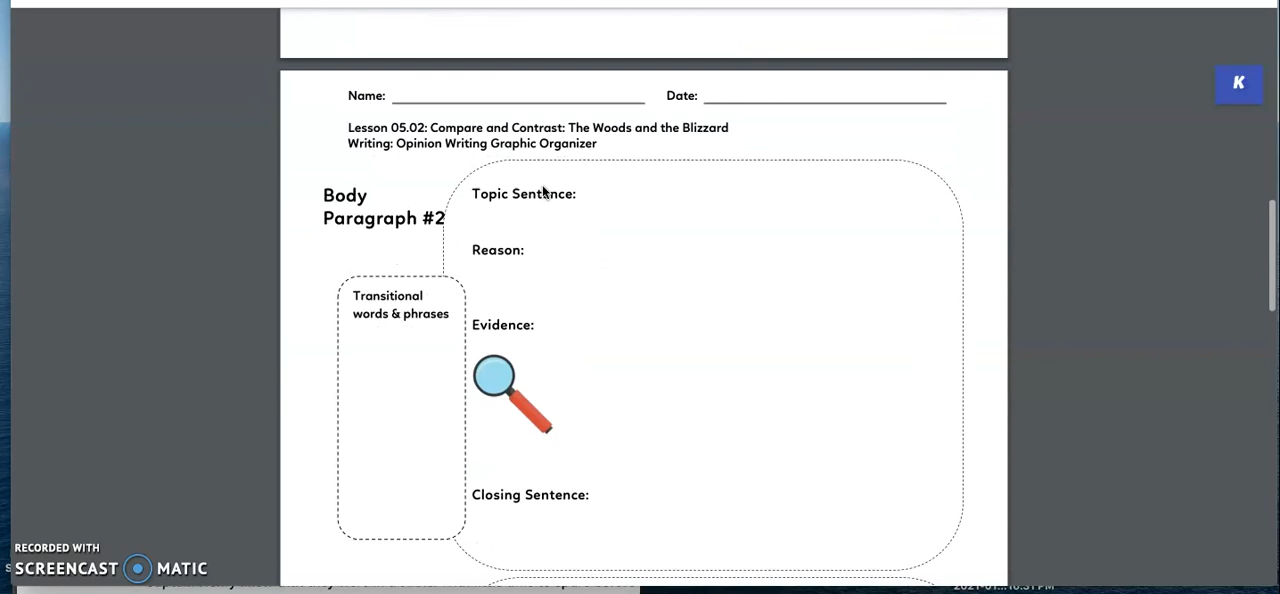 K
Name: Date:
Lesson 05.02: Compare and Contrast: The Woods and the Blizzard
Writing: Opinion Writing Graphic Organizer
Body
Paragraph #2
Topic Sentence:
Reason:
Transitional
words & phrases
Evidence:
Closing Sentence:
RECORDED WITH
SCREENCAST MATIC